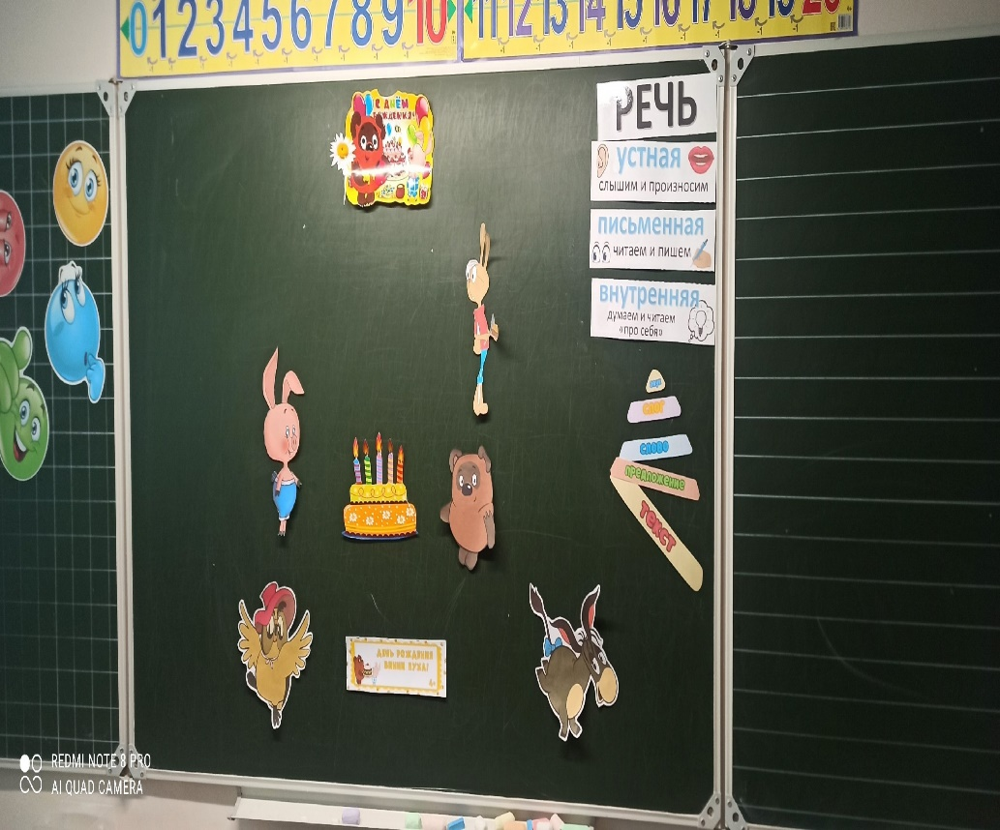 0 1 2 3 4 5 6 7 8 9 10
11 12 13 14 15 16 17 18 19 20
С ДНЁМ
РОЖДЕНИЯ!
РЕЧЬ
устная
слышим и произносим
письменная
читаем и пишем
внутренняя
думаем и читаем
«про себя»
слог
слово
предложение
текст
ДЕНЬ РОЖДЕНИЯ
ВИННИ ПУХА!
REDMI NOTE 8 PRO
AI QUAD CAMERA